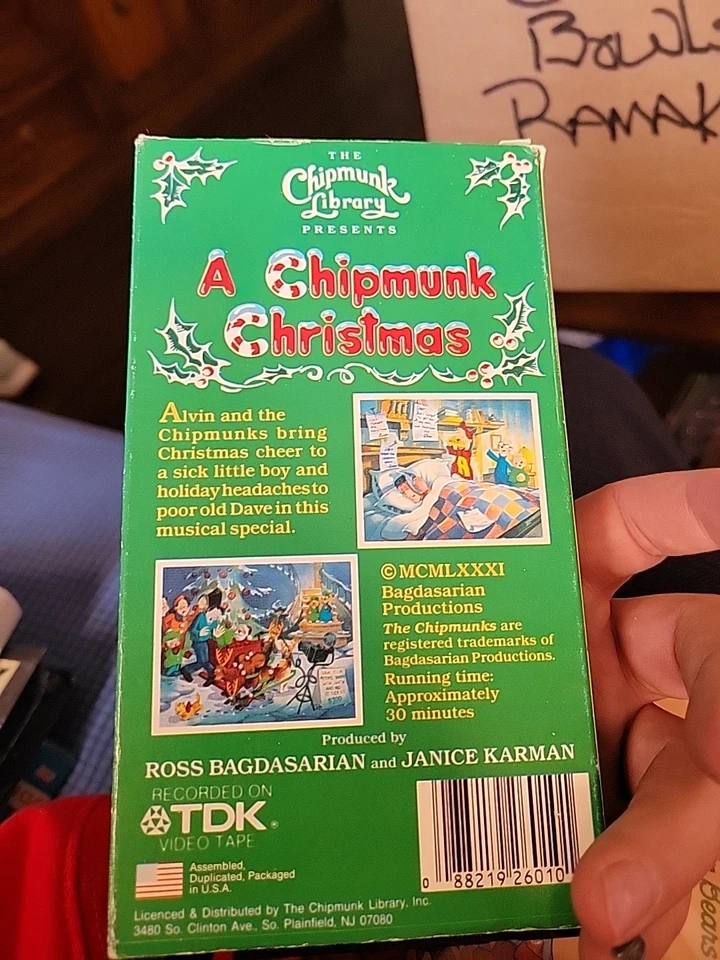 BOWL
RAMAK
THE
Chipmunk
Library
PRESENTS
A Chipmunk
Christmas
Alvin and the
Chipmunks bring
Christmas cheer to
a sick little boy and
holiday headaches to
poor old Dave in this
musical special.
© MCMLXXXI
Bagdasarian
Productions
The Chipmunks are
registered trademarks of
Bagdasarian Productions.
Running time:
Approximately
30 minutes
Produced by
ROSS BAGDASARIAN and JANICE KARMAN
RECORDED ON
TDK®
VIDEO TAPE
Assembled,
Duplicated, Packaged
in U.S.A.
0 88219 26010
Licenced & Distributed by The Chipmunk Library, Inc.
3480 So. Clinton Ave., So. Plainfield, NJ 07080
Beans